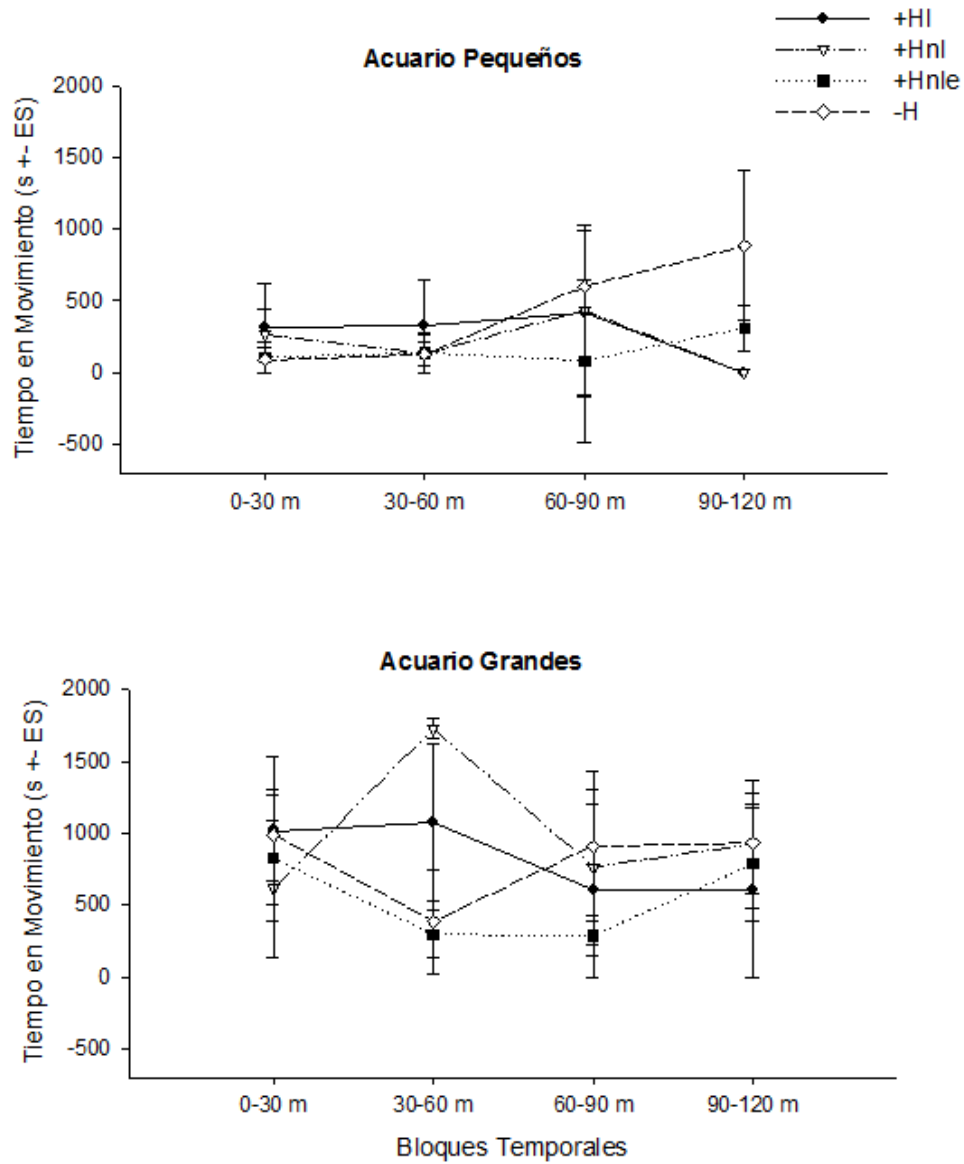 +Hl
+Hnl
+Hnle
-H
Acuario Pequeños
Tiempo en Movimiento (s +- ES)
2000
1500
1000
500
0
-500
0-30 m
30-60 m
60-90 m
90-120 m
Acuario Grandes
Tiempo en Movimiento (s +- ES)
2000
1500
1000
500
0
-500
0-30 m
30-60 m
60-90 m
90-120 m
Bloques Temporales